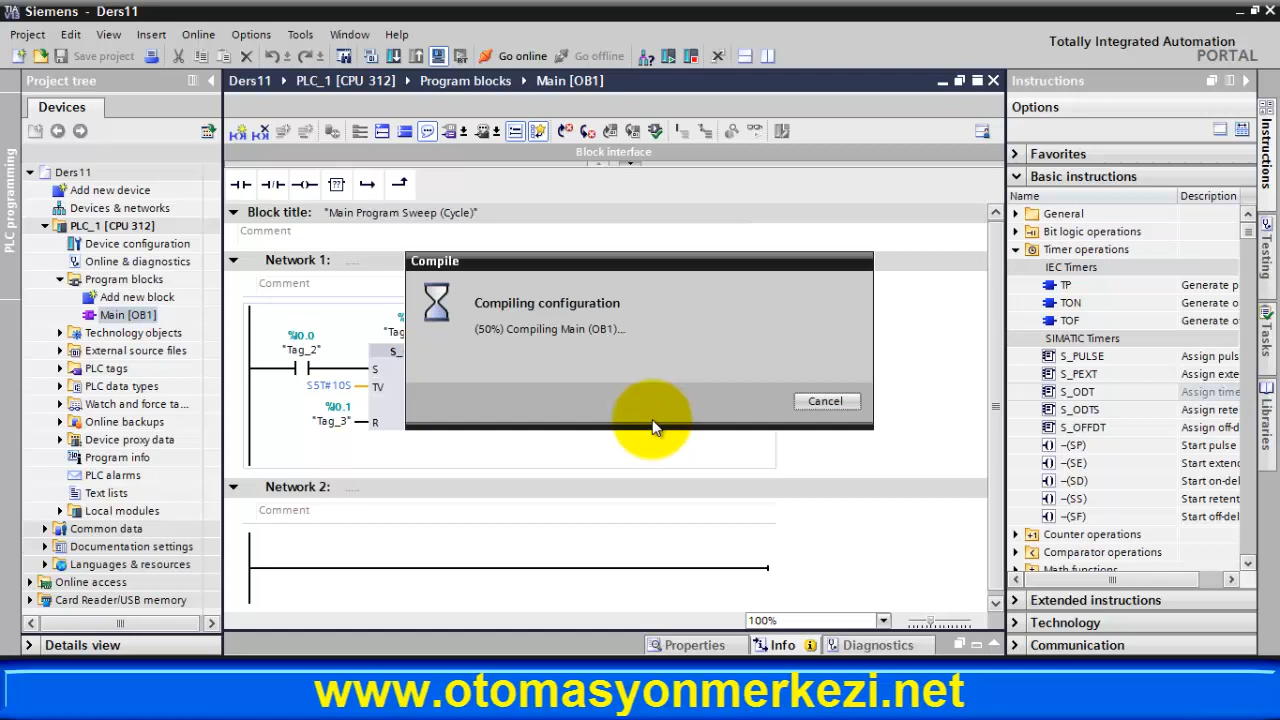 TIA V13 Siemens - Ders11
Project Edit View Insert Online Options Tools Window Help
Totally Integrated Automation
PORTAL
Save project Go online Go offline
Project tree
Ders11 PLC_1 [CPU 312] Program blocks Main [OB1]
Instructions
Devices
Options
Block interface
Favorites
Basic instructions
Name Description
PLC programming
Ders11
Add new device
Devices & networks
PLC_1 [CPU 312]
Device configuration
Online & diagnostics
Program blocks
Add new block
Main [OB1]
Technology objects
External source files
PLC tags
PLC data types
Watch and force ta...
Online backups
Device proxy data
Program info
PLC alarms
Text lists
Local modules
Common data
Documentation settings
Languages & resources
Online access
Card Reader/USB memory
Details view
Block title: "Main Program Sweep (Cycle)"
Comment
Network 1: .....
Comment
%I0.0
"Tag_2"
"Tag
S_
S
S5T#10S TV
%I0.1
"Tag_3" R
Compile
Compiling configuration
(50%) Compiling Main (OB1)...
Cancel
Network 2: .....
Comment
100%
Properties Info Diagnostics
General
Bit logic operations
Timer operations
IEC Timers
TP Generate p
TON Generate o
TOF Generate o
SIMATIC Timers
S_PULSE Assign puls
S_PEXT Assign exte
S_ODT Assign time
S_ODTS Assign rete
S_OFFDT Assign off-d
–(SP) Start pulse
–(SE) Start extend
–(SD) Start on-del
–(SS) Start retent
–(SF) Start off-del
Counter operations
Comparator operations
Math functions
Extended instructions
Technology
Communication
Instructions
Testing
Tasks
Libraries
www.otomasyonmerkezi.net